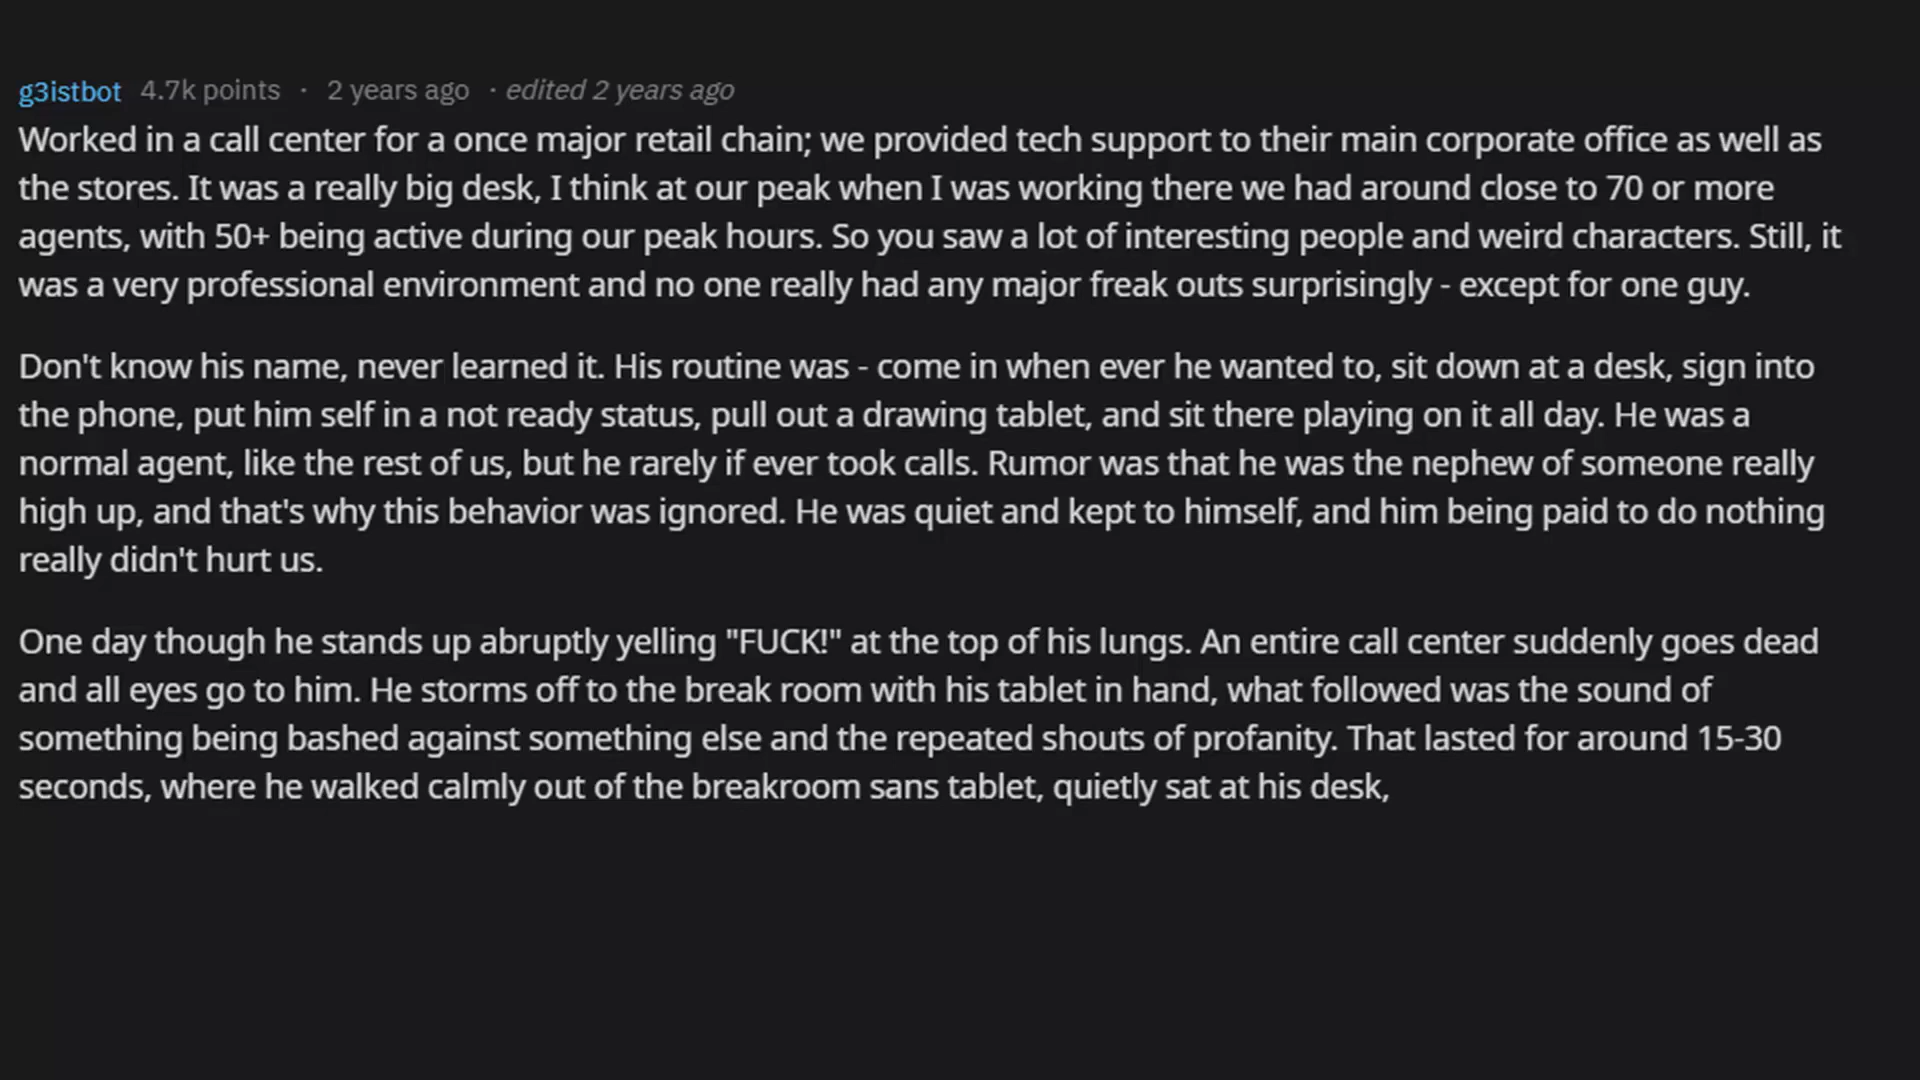 g3istbot 4.7k points · 2 years ago · edited 2 years ago
Worked in a call center for a once major retail chain; we provided tech support to their main corporate office as well as
the stores. It was a really big desk, I think at our peak when I was working there we had around close to 70 or more
agents, with 50+ being active during our peak hours. So you saw a lot of interesting people and weird characters. Still, it
was a very professional environment and no one really had any major freak outs surprisingly - except for one guy.
Don't know his name, never learned it. His routine was - come in when ever he wanted to, sit down at a desk, sign into
the phone, put him self in a not ready status, pull out a drawing tablet, and sit there playing on it all day. He was a
normal agent, like the rest of us, but he rarely if ever took calls. Rumor was that he was the nephew of someone really
high up, and that's why this behavior was ignored. He was quiet and kept to himself, and him being paid to do nothing
really didn't hurt us.
One day though he stands up abruptly yelling "FUCK!" at the top of his lungs. An entire call center suddenly goes dead
and all eyes go to him. He storms off to the break room with his tablet in hand, what followed was the sound of
something being bashed against something else and the repeated shouts of profanity. That lasted for around 15-30
seconds, where he walked calmly out of the breakroom sans tablet, quietly sat at his desk,